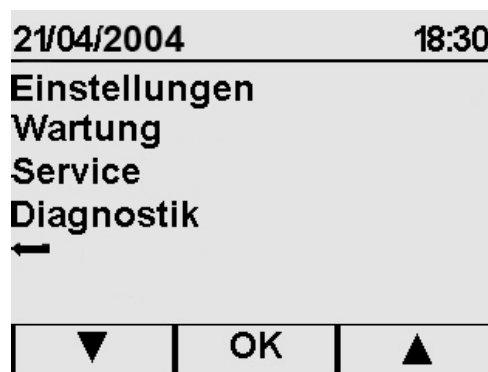 21/04/2004 18:30
Einstellungen
Wartung
Service
Diagnostik
←
▼ OK ▲